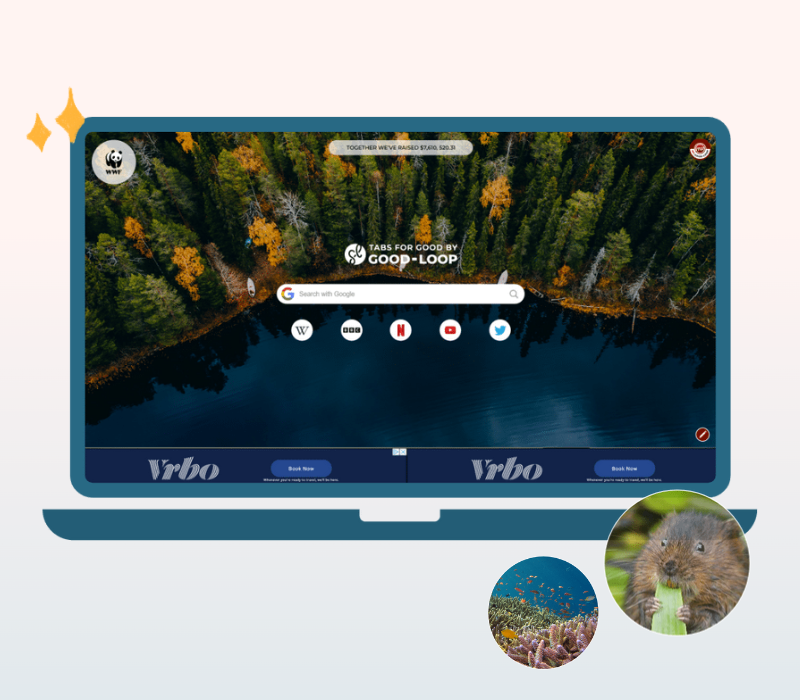 WWF
TOGETHER WE'VE RAISED $7,610, 520.31
TABS FOR GOOD BY
GOOD-LOOP
Search with Google
W
BBC
N
Vrbo
Book Now
Whenever you're ready to travel, we'll be here.
Vrbo
Book Now
Whenever you're ready to travel, we'll be here.